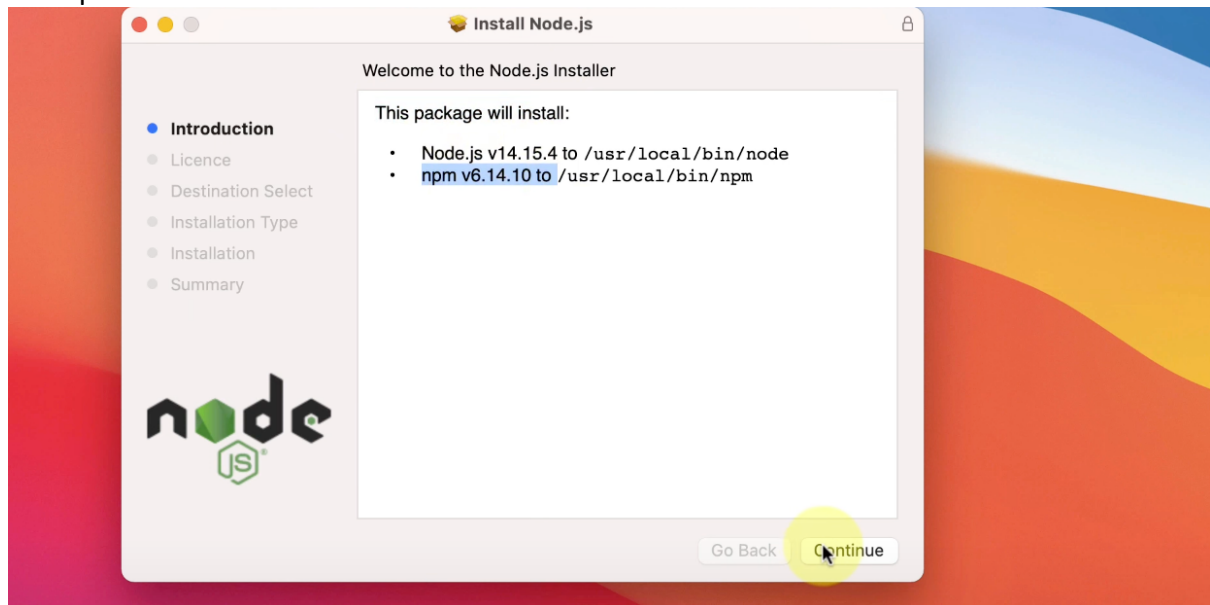 Install Node.js
Welcome to the Node.js Installer
Introduction
Licence
Destination Select
Installation Type
Installation
Summary
This package will install:
• Node.js v14.15.4 to /usr/local/bin/node
• npm v6.14.10 to /usr/local/bin/npm
node
JS®
Go Back
Continue